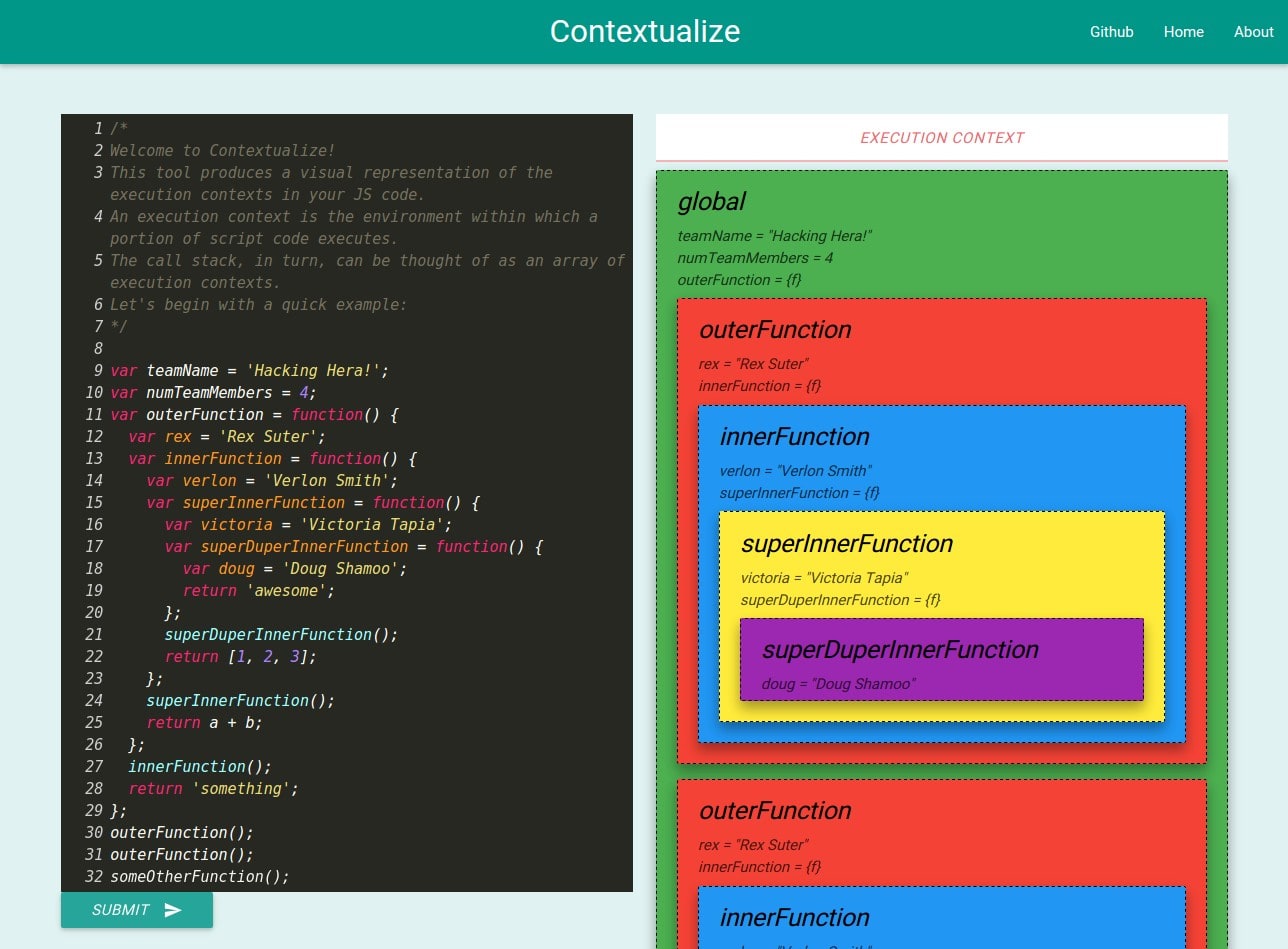 Contextualize
Github Home About
1 /*
2 Welcome to Contextualize!
3 This tool produces a visual representation of the
execution contexts in your JS code.
4 An execution context is the environment within which a
portion of script code executes.
5 The call stack, in turn, can be thought of as an array of
execution contexts.
6 Let's begin with a quick example:
7 */
8
9 var teamName = 'Hacking Hera!';
10 var numTeamMembers = 4;
11 var outerFunction = function() {
12   var rex = 'Rex Suter';
13   var innerFunction = function() {
14     var verlon = 'Verlon Smith';
15     var superInnerFunction = function() {
16       var victoria = 'Victoria Tapia';
17       var superDuperInnerFunction = function() {
18         var doug = 'Doug Shamoo';
19         return 'awesome';
20       };
21       superDuperInnerFunction();
22       return [1, 2, 3];
23     };
24     superInnerFunction();
25     return a + b;
26   };
27   innerFunction();
28   return 'something';
29 };
30 outerFunction();
31 outerFunction();
32 someOtherFunction();
SUBMIT
EXECUTION CONTEXT
global
teamName = "Hacking Hera!"
numTeamMembers = 4
outerFunction = {f}
outerFunction
rex = "Rex Suter"
innerFunction = {f}
innerFunction
verlon = "Verlon Smith"
superInnerFunction = {f}
superInnerFunction
victoria = "Victoria Tapia"
superDuperInnerFunction = {f}
superDuperInnerFunction
doug = "Doug Shamoo"
outerFunction
rex = "Rex Suter"
innerFunction = {f}
innerFunction